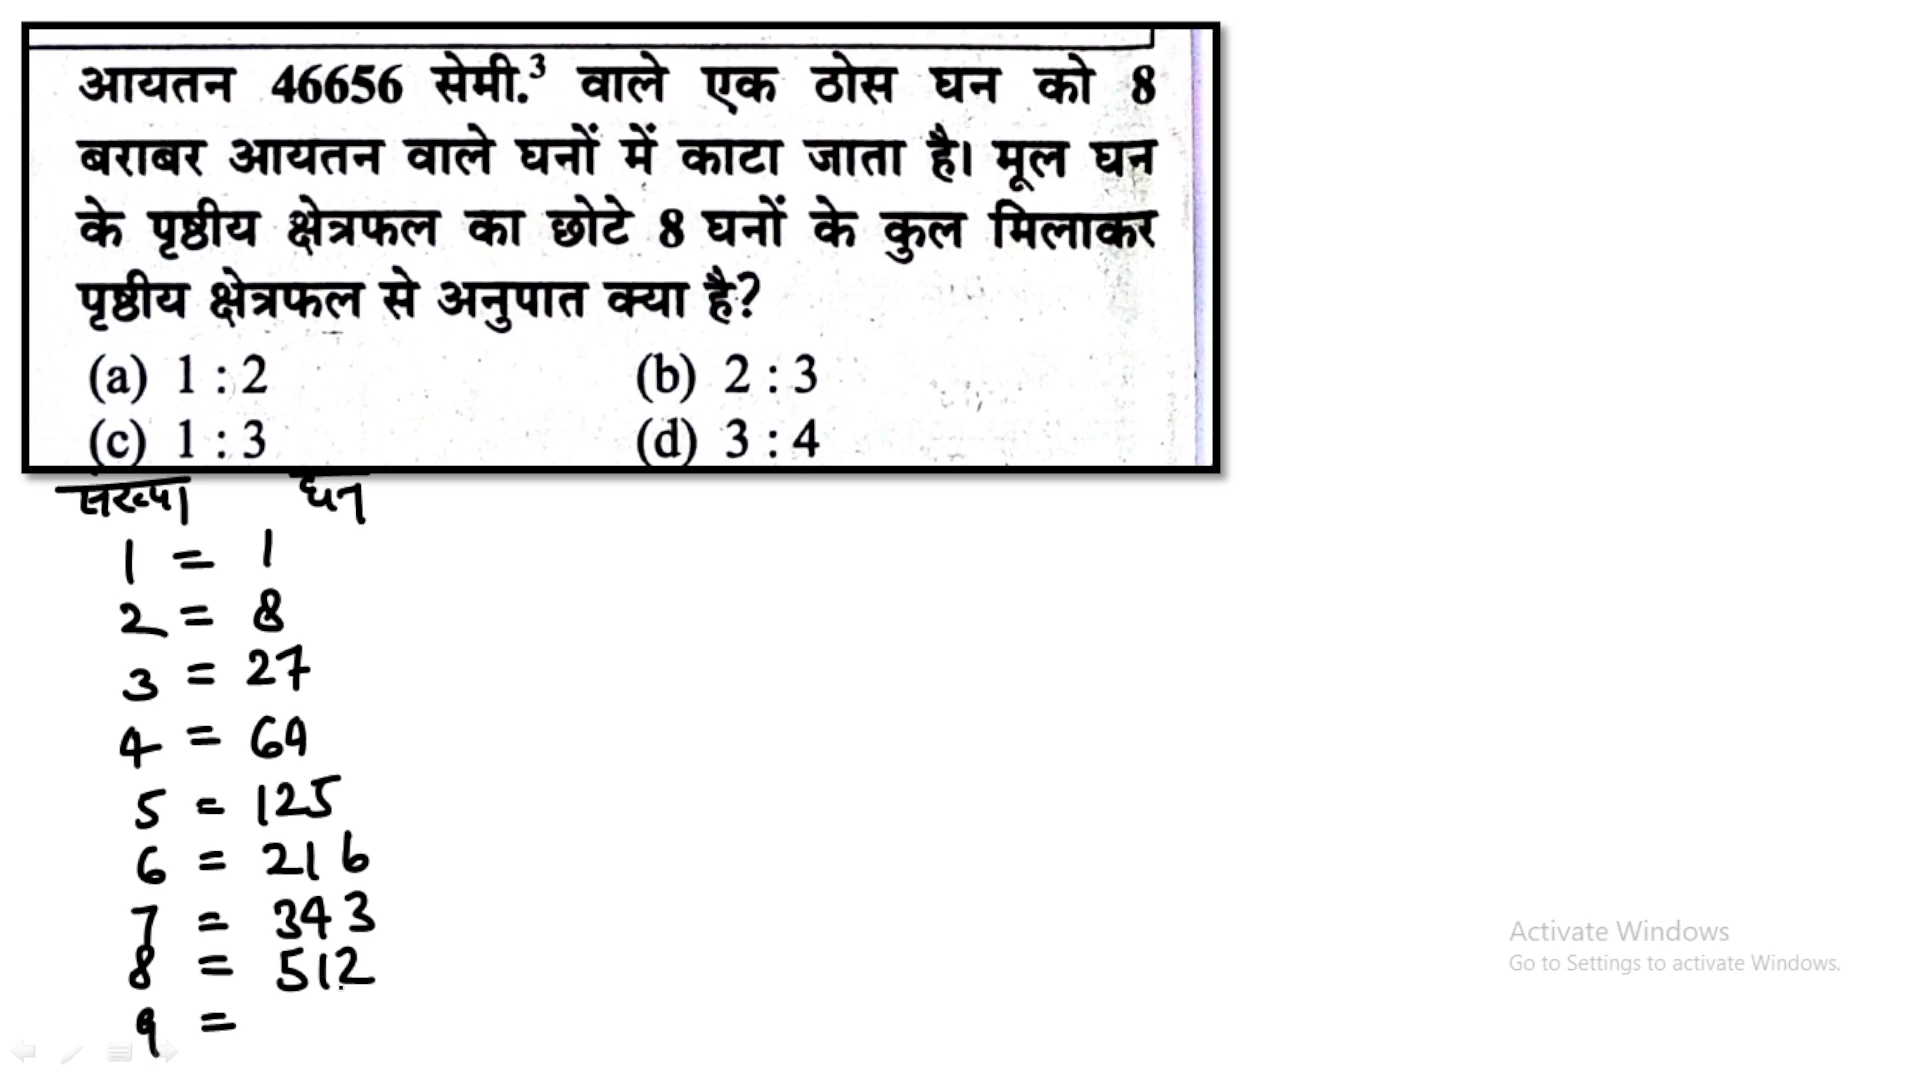 आयतन 46656 सेमी.³ वाले एक ठोस घन को 8
बराबर आयतन वाले घनों में काटा जाता है। मूल घन
के पृष्ठीय क्षेत्रफल का छोटे 8 घनों के कुल मिलाकर
पृष्ठीय क्षेत्रफल से अनुपात क्या है?
(a) 1 : 2 (b) 2 : 3
(c) 1 : 3 (d) 3 : 4
संख्या घन
1 = 1
2 = 8
3 = 27
4 = 64
5 = 125
6 = 216
7 = 343
8 = 512
9 =
Activate Windows
Go to Settings to activate Windows.